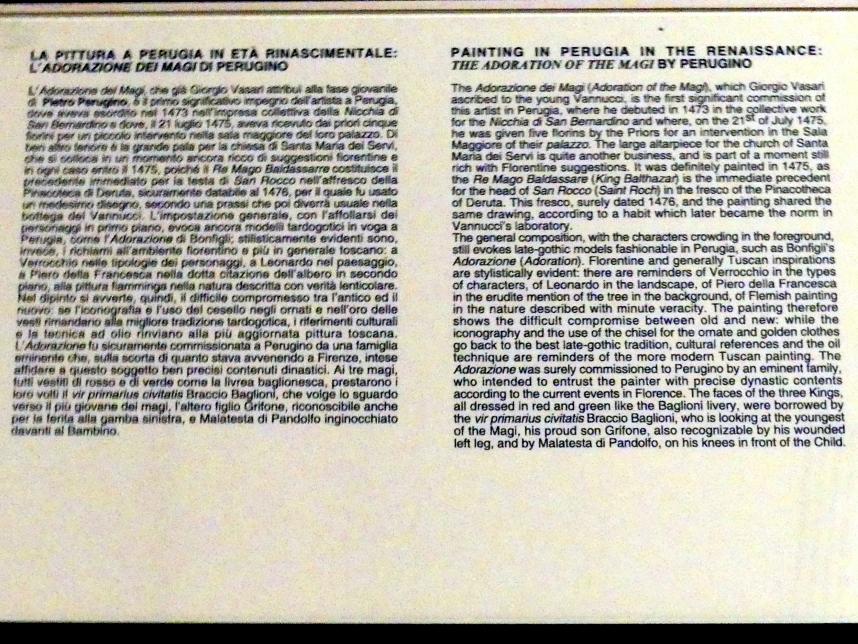 LA PITTURA A PERUGIA IN ETÀ RINASCIMENTALE:
L'ADORAZIONE DEI MAGI DI PERUGINO
L'Adorazione dei Magi, che già Giorgio Vasari attribuì alla fase giovanile
di Pietro Perugino, è il primo significativo impegno dell'artista a Perugia,
dove aveva esordito nel 1473 nell'impresa collettiva della Nicchia di
San Bernardino e dove, il 21 luglio 1475, aveva ricevuto dai priori cinque
fiorini per un piccolo intervento nella sala maggiore del loro palazzo. Di
ben altro tenore è la grande pala per la chiesa di Santa Maria dei Servi,
che si colloca in un momento ancora ricco di suggestioni fiorentine e
in ogni caso entro il 1475, poiché il Re Mago Baldassarre costituisce il
precedente immediato per la testa di San Rocco nell'affresco della
Pinacoteca di Deruta, sicuramente databile al 1476, per il quale fu usato
un medesimo disegno, secondo una prassi che poi diverrà usuale nella
bottega del Vannucci. L'impostazione generale, con l'affollarsi dei
personaggi in primo piano, evoca ancora modelli tardogotici in voga a
Perugia, come l'Adorazione di Bonfigli; stilisticamente evidenti sono,
invece, i richiami all'ambiente fiorentino e più in generale toscano: a
Verrocchio nelle tipologie dei personaggi, a Leonardo nel paesaggio,
a Piero della Francesca nella dotta citazione dell'albero in secondo
piano, alla pittura fiamminga nella natura descritta con verità lenticolare.
Nel dipinto si avverte, quindi, il difficile compromesso tra l'antico ed il
nuovo: se l'iconografia e l'uso del cesello negli ornati e nell'oro delle
vesti rimandano alla migliore tradizione tardogotica, i riferimenti culturali
e la tecnica ad olio rinviano alla più aggiornata pittura toscana.
L'Adorazione fu sicuramente commissionata a Perugino da una famiglia
eminente che, sulla scorta di quanto stava avvenendo a Firenze, intese
affidare a questo soggetto ben precisi contenuti dinastici. Ai tre magi,
tutti vestiti di rosso e di verde come la livrea baglionesca, prestarono i
loro volti il vir primarius civitatis Braccio Baglioni, che volge lo sguardo
verso il più giovane dei magi, l'altero figlio Grifone, riconoscibile anche
per la ferita alla gamba sinistra, e Malatesta di Pandolfo inginocchiato
davanti al Bambino.
PAINTING IN PERUGIA IN THE RENAISSANCE:
THE ADORATION OF THE MAGI BY PERUGINO
The Adorazione dei Magi (Adoration of the Magi), which Giorgio Vasari
ascribed to the young Vannucci, is the first significant commission of
this artist in Perugia, where he debuted in 1473 in the collective work
for the Nicchia di San Bernardino and where, on the 21st of July 1475,
he was given five florins by the Priors for an intervention in the Sala
Maggiore of their palazzo. The large altarpiece for the church of Santa
Maria dei Servi is quite another business, and is part of a moment still
rich with Florentine suggestions. It was definitely painted in 1475, as
the Re Mago Baldassare (King Balthazar) is the immediate precedent
for the head of San Rocco (Saint Roch) in the fresco of the Pinacotheca
of Deruta. This fresco, surely dated 1476, and the painting shared the
same drawing, according to a habit which later became the norm in
Vannucci's laboratory.
The general composition, with the characters crowding in the foreground,
still evokes late-gothic models fashionable in Perugia, such as Bonfigli's
Adorazione (Adoration). Florentine and generally Tuscan inspirations
are stylistically evident: there are reminders of Verrocchio in the types
of characters, of Leonardo in the landscape, of Piero della Francesca
in the erudite mention of the tree in the background, of Flemish painting
in the nature described with minute veracity. The painting therefore
shows the difficult compromise between old and new: while the
iconography and the use of the chisel for the ornate and golden clothes
go back to the best late-gothic tradition, cultural references and the oil
technique are reminders of the more modern Tuscan painting. The
Adorazione was surely commissioned to Perugino by an eminent family,
who intended to entrust the painter with precise dynastic contents
according to the current events in Florence. The faces of the three Kings,
all dressed in red and green like the Baglioni livery, were borrowed by
the vir primarius civitatis Braccio Baglioni, who is looking at the youngest
of the Magi, his proud son Grifone, also recognizable by his wounded
left leg, and by Malatesta di Pandolfo, on his knees in front of the Child.